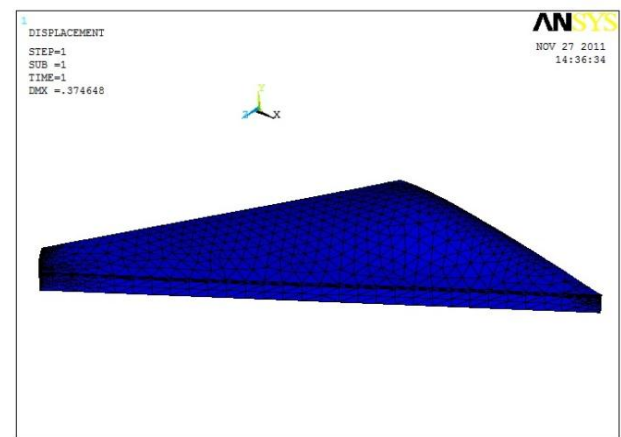 1
DISPLACEMENT
STEP=1
SUB =1
TIME=1
DMX =.374648
ANSYS
NOV 27 2011
14:36:34
Y
Z X